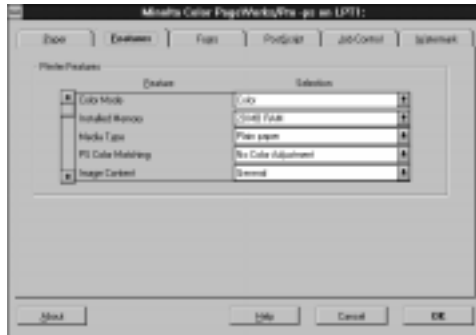 Minolta Color PageWorks/Pro -ps on LPT1:
Paper Features Fonts PostScript Job Control Watermark
Printer Features
Feature Selection
Color Mode Color
Installed Memory
Media Type Plain paper
PS Color Matching No Color Adjustment
Image Content General
About Help Cancel OK